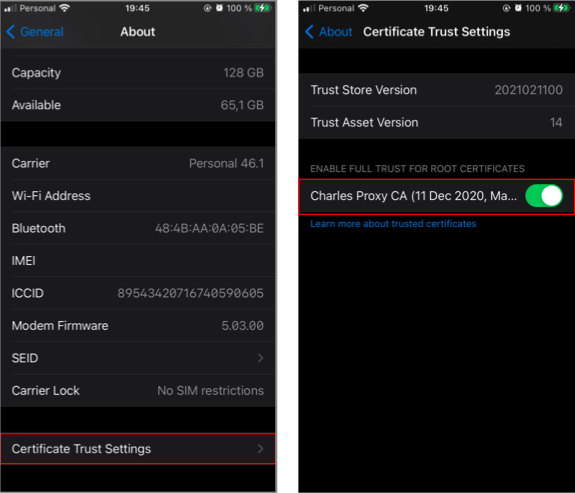 Personal 19:45 100 %
General About
Capacity 128 GB
Available 65,1 GB
Carrier Personal 46.1
Wi-Fi Address
Bluetooth 48:4B:AA:0A:05:BE
IMEI
ICCID 89543420716740590605
Modem Firmware 5.03.00
SEID
Carrier Lock No SIM restrictions
Certificate Trust Settings
Personal 19:45 100 %
About Certificate Trust Settings
Trust Store Version 2021021100
Trust Asset Version 14
ENABLE FULL TRUST FOR ROOT CERTIFICATES
Charles Proxy CA (11 Dec 2020, Ma...
Learn more about trusted certificates